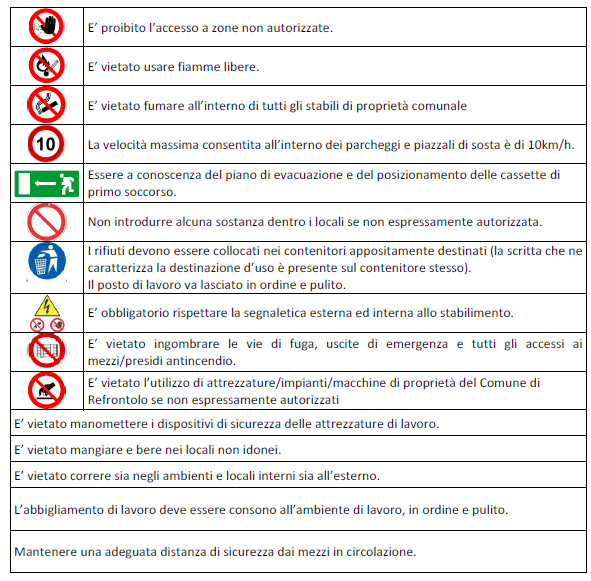 E’ proibito l’accesso a zone non autorizzate.
E’ vietato usare fiamme libere.
E’ vietato fumare all’interno di tutti gli stabili di proprietà comunale
10
La velocità massima consentita all’interno dei parcheggi e piazzali di sosta è di 10km/h.
Essere a conoscenza del piano di evacuazione e del posizionamento delle cassette di
primo soccorso.
Non introdurre alcuna sostanza dentro i locali se non espressamente autorizzata.
I rifiuti devono essere collocati nei contenitori appositamente destinati (la scritta che ne
caratterizza la destinazione d’uso è presente sul contenitore stesso).
Il posto di lavoro va lasciato in ordine e pulito.
E’ obbligatorio rispettare la segnaletica esterna ed interna allo stabilimento.
E’ vietato ingombrare le vie di fuga, uscite di emergenza e tutti gli accessi ai
mezzi/presidi antincendio.
E’ vietato l’utilizzo di attrezzature/impianti/macchine di proprietà del Comune di
Refrontolo se non espressamente autorizzati
E’ vietato manomettere i dispositivi di sicurezza delle attrezzature di lavoro.
E’ vietato mangiare e bere nei locali non idonei.
E’ vietato correre sia negli ambienti e locali interni sia all’esterno.
L’abbigliamento di lavoro deve essere consono all’ambiente di lavoro, in ordine e pulito.
Mantenere una adeguata distanza di sicurezza dai mezzi in circolazione.